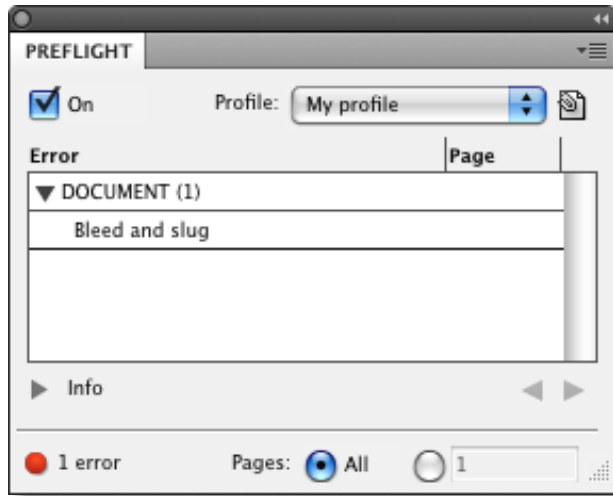 PREFLIGHT
On Profile: My profile
Error Page
DOCUMENT (1)
Bleed and slug
Info
1 error Pages: All 1